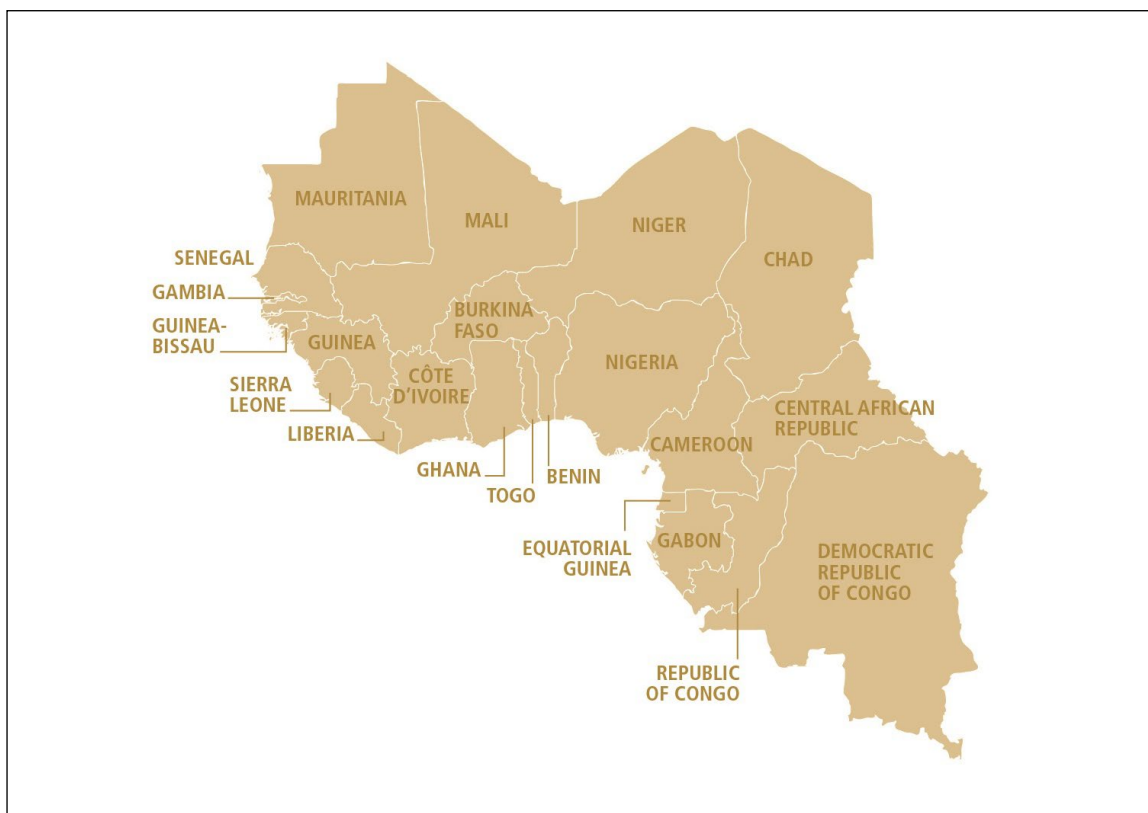 MAURITANIA
MALI
NIGER
CHAD
SENEGAL
GAMBIA
GUINEA-
BISSAU
GUINEA
BURKINA
FASO
NIGERIA
SIERRA
LEONE
CÔTE
D’IVOIRE
LIBERIA
GHANA
TOGO
BENIN
CAMEROON
CENTRAL AFRICAN
REPUBLIC
EQUATORIAL
GUINEA
GABON
DEMOCRATIC
REPUBLIC
OF CONGO
REPUBLIC
OF CONGO